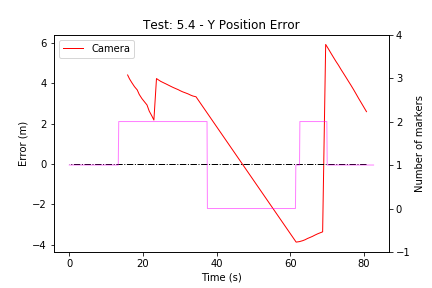 Test: 5.4 - Y Position Error
Camera
6
4
2
0
−2
−4
Error (m)
4
3
2
1
0
−1
Number of markers
0 20 40 60 80
Time (s)